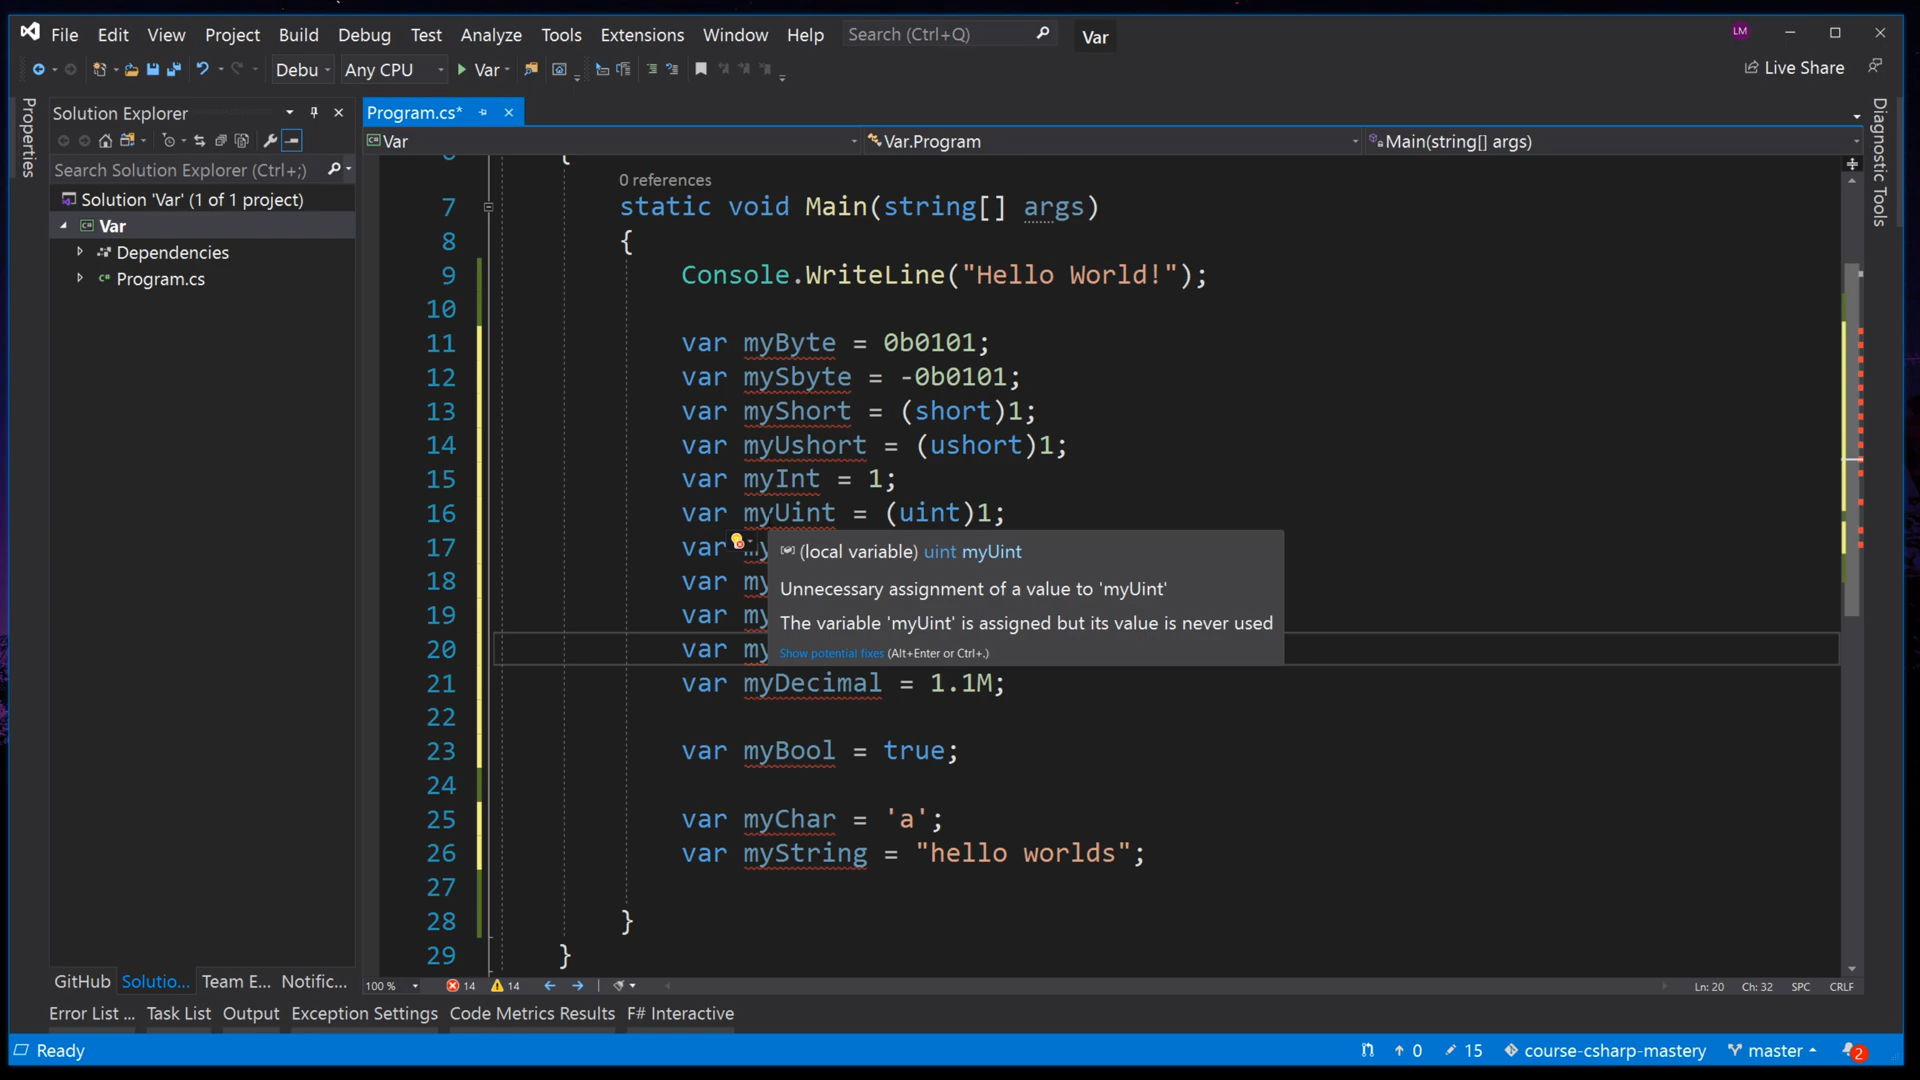 File Edit View Project Build Debug Test Analyze Tools Extensions Window Help Search (Ctrl+Q) Var LM
Debu Any CPU Var Live Share
Properties
Solution Explorer
Search Solution Explorer (Ctrl+;)
Solution 'Var' (1 of 1 project)
Var
Dependencies
Program.cs
Program.cs*
Var Var.Program Main(string[] args)
Diagnostic Tools
0 references
7 static void Main(string[] args)
8 {
9 Console.WriteLine("Hello World!");
10
11 var myByte = 0b0101;
12 var mySbyte = -0b0101;
13 var myShort = (short)1;
14 var myUshort = (ushort)1;
15 var myInt = 1;
16 var myUint = (uint)1;
17 var my
18 var my
19 var my
20 var my
21 var myDecimal = 1.1M;
22
23 var myBool = true;
24
25 var myChar = 'a';
26 var myString = "hello worlds";
27
28 }
29 }
(local variable) uint myUint
Unnecessary assignment of a value to 'myUint'
The variable 'myUint' is assigned but its value is never used
Show potential fixes (Alt+Enter or Ctrl+.)
GitHub Solutio... Team E... Notific...
100 % 14 14 Ln: 20 Ch: 32 SPC CRLF
Error List ... Task List Output Exception Settings Code Metrics Results F# Interactive
Ready 0 15 course-csharp-mastery master 2